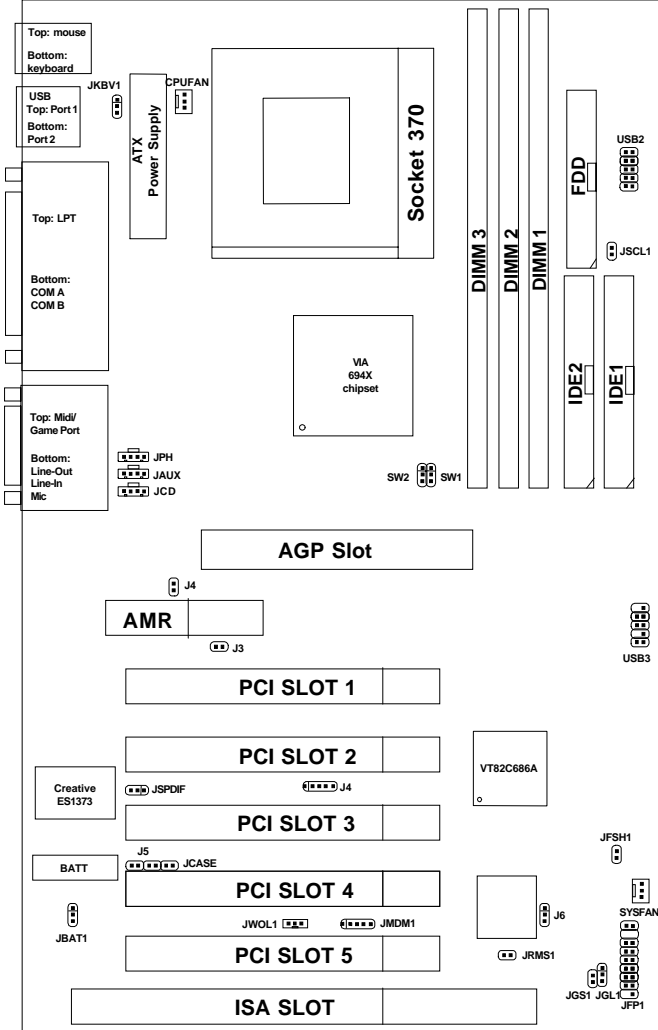 Top: mouse
Bottom:
keyboard
USB
Top: Port 1
Bottom:
Port 2
JKBV1
CPUFAN
ATX
Power Supply
Socket 370
DIMM 3
DIMM 2
DIMM 1
FDD
USB2
JSCL1
Top: LPT
Bottom:
COM A
COM B
VIA
694X
chipset
IDE2
IDE1
Top: Midi/
Game Port
Bottom:
Line-Out
Line-In
Mic
JPH
JAUX
JCD
SW2
SW1
AGP Slot
J4
AMR
J3
USB3
PCI SLOT 1
PCI SLOT 2
VT82C686A
Creative
ES1373
JSPDIF
J4
PCI SLOT 3
JFSH1
J5
JCASE
BATT
PCI SLOT 4
SYSFAN
JBAT1
JWOL1
JMDM1
J6
PCI SLOT 5
JRMS1
JGS1
JGL1
JFP1
ISA SLOT